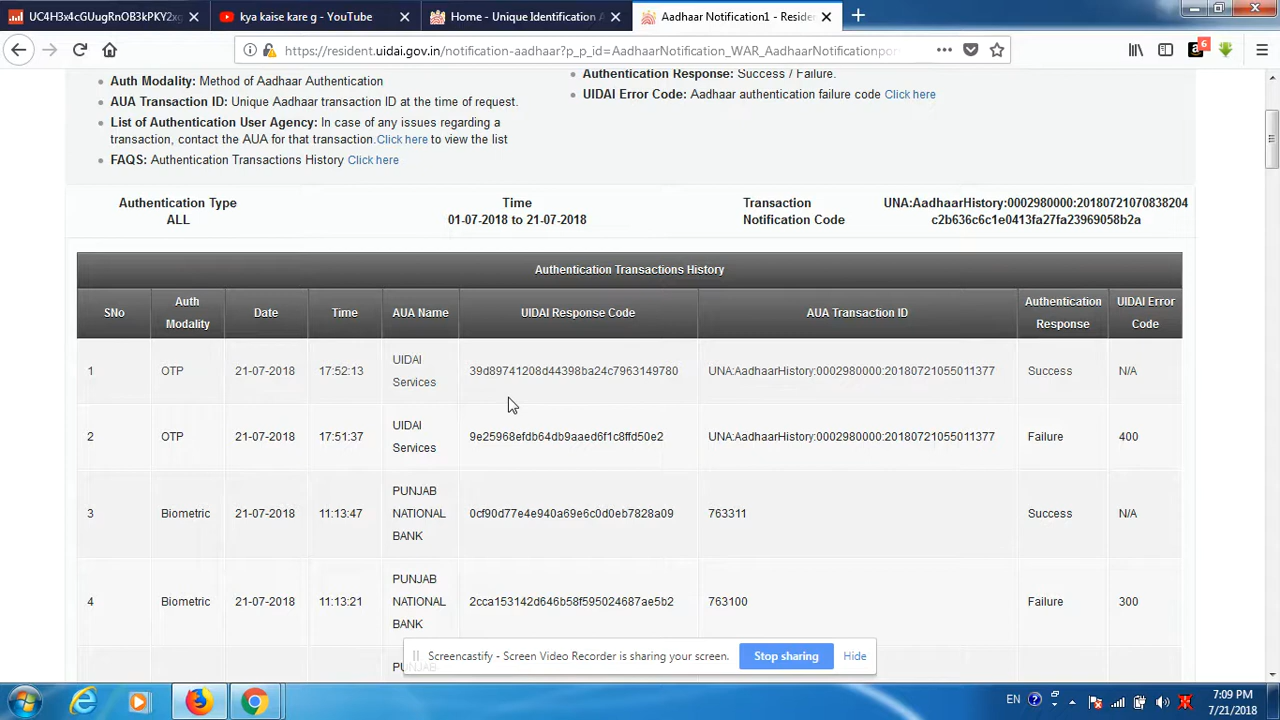 UC4H3x4cGUugRnOB3kPKY2xg
kya kaise kare g - YouTube
Home - Unique Identification A
Aadhaar Notification1 - Reside
https://resident.uidai.gov.in/notification-aadhaar?p_p_id=AadhaarNotification_WAR_AadhaarNotificationpor
6
Auth Modality: Method of Aadhaar Authentication
AUA Transaction ID: Unique Aadhaar transaction ID at the time of request.
List of Authentication User Agency: In case of any issues regarding a
transaction, contact the AUA for that transaction.Click here to view the list
FAQS: Authentication Transactions History Click here
Authentication Response: Success / Failure.
UIDAI Error Code: Aadhaar authentication failure code Click here
Authentication Type
ALL
Time
01-07-2018 to 21-07-2018
Transaction
Notification Code
UNA:AadhaarHistory:0002980000:20180721070838204
c2b636c6c1e0413fa27fa23969058b2a
Authentication Transactions History
SNo
Auth
Modality
Date
Time
AUA Name
UIDAI Response Code
AUA Transaction ID
Authentication
Response
UIDAI Error
Code
1
OTP
21-07-2018
17:52:13
UIDAI
Services
39d89741208d44398ba24c7963149780
UNA:AadhaarHistory:0002980000:20180721055011377
Success
N/A
2
OTP
21-07-2018
17:51:37
UIDAI
Services
9e25968efdb64db9aaed6f1c8ffd50e2
UNA:AadhaarHistory:0002980000:20180721055011377
Failure
400
3
Biometric
21-07-2018
11:13:47
PUNJAB
NATIONAL
BANK
0cf90d77e4e940a69e6c0d0eb7828a09
763311
Success
N/A
4
Biometric
21-07-2018
11:13:21
PUNJAB
NATIONAL
BANK
2cca153142d646b58f595024687ae5b2
763100
Failure
300
PUNJAB
Screencastify - Screen Video Recorder is sharing your screen.
Stop sharing
Hide
EN
7:09 PM
7/21/2018